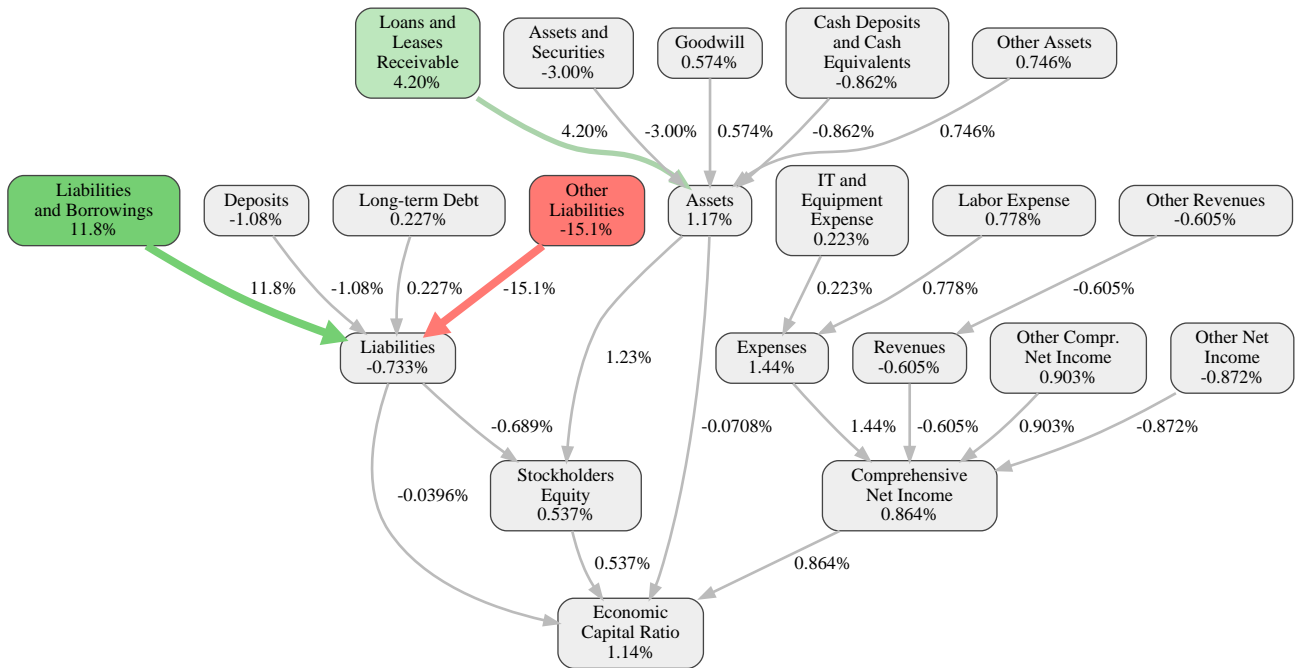 Loans and
Leases
Receivable
4.20%
Assets and
Securities
-3.00%
Goodwill
0.574%
Cash Deposits
and Cash
Equivalents
-0.862%
Other Assets
0.746%
4.20%
-3.00%
0.574%
-0.862%
0.746%
Liabilities
and Borrowings
11.8%
Deposits
-1.08%
Long-term Debt
0.227%
Other
Liabilities
-15.1%
Assets
1.17%
IT and
Equipment
Expense
0.223%
Labor Expense
0.778%
Other Revenues
-0.605%
11.8%
-1.08%
0.227%
-15.1%
0.223%
0.778%
-0.605%
Liabilities
-0.733%
1.23%
Expenses
1.44%
Revenues
-0.605%
Other Compr.
Net Income
0.903%
Other Net
Income
-0.872%
-0.689%
-0.0708%
1.44%
-0.605%
0.903%
-0.872%
-0.0396%
Stockholders
Equity
0.537%
Comprehensive
Net Income
0.864%
0.537%
0.864%
Economic
Capital Ratio
1.14%